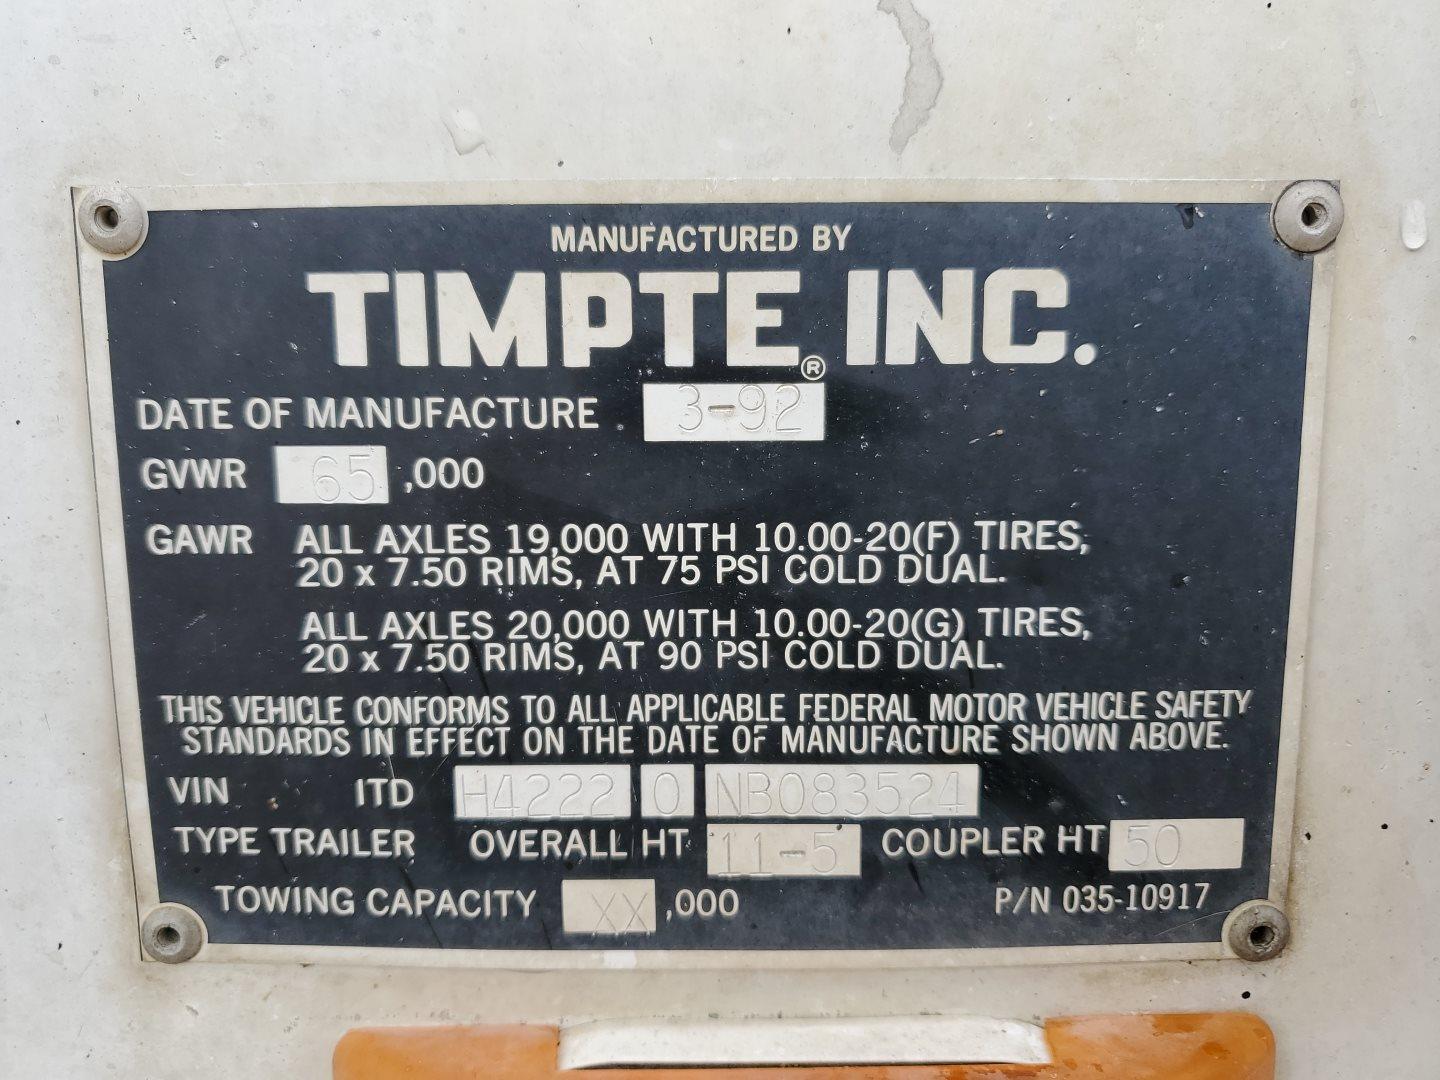 MANUFACTURED BY
TIMPTE® INC.
DATE OF MANUFACTURE 3-92
GVWR 65 ,000
GAWR ALL AXLES 19,000 WITH 10.00-20(F) TIRES,
20 x 7.50 RIMS, AT 75 PSI COLD DUAL.
ALL AXLES 20,000 WITH 10.00-20(G) TIRES,
20 x 7.50 RIMS, AT 90 PSI COLD DUAL.
THIS VEHICLE CONFORMS TO ALL APPLICABLE FEDERAL MOTOR VEHICLE SAFETY
STANDARDS IN EFFECT ON THE DATE OF MANUFACTURE SHOWN ABOVE.
VIN ITD H4222 0 NB083524
TYPE TRAILER OVERALL HT 11-5 COUPLER HT 50
TOWING CAPACITY XX ,000 P/N 035-10917